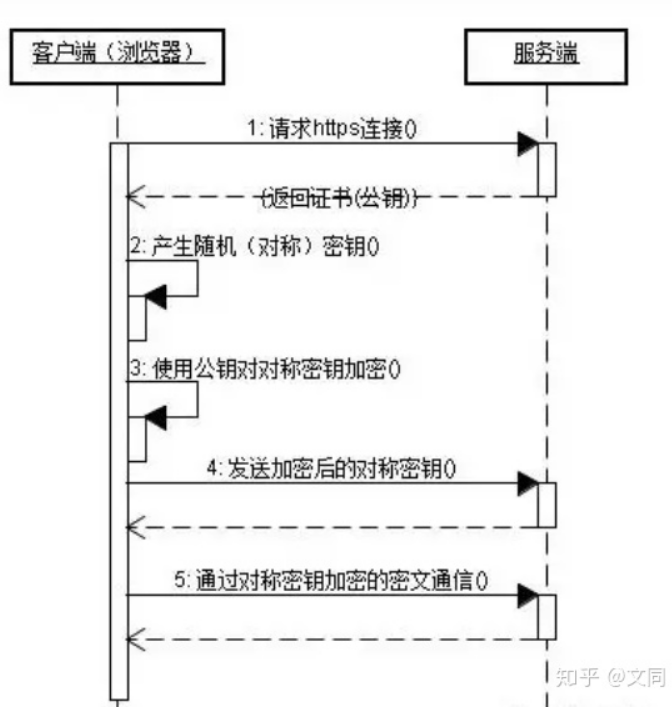 客户端（浏览器） 服务端
1: 请求https连接()
{返回证书(公钥)}
2: 产生随机（对称）密钥()
3: 使用公钥对对称密钥加密()
4: 发送加密后的对称密钥()
5: 通过对称密钥加密的密文通信()
知乎 @文同